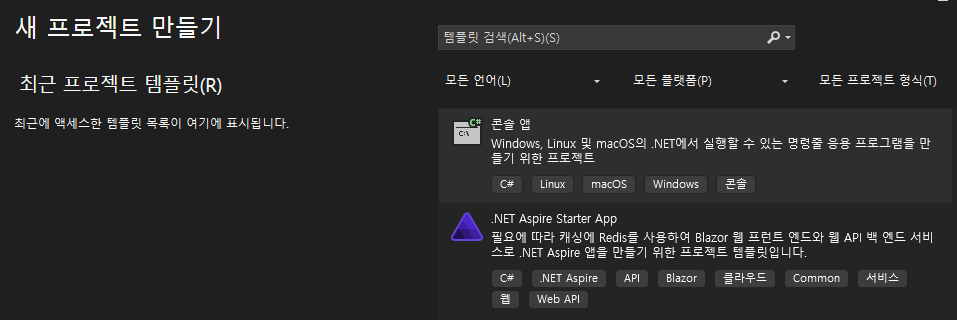 새 프로젝트 만들기
템플릿 검색(Alt+S)(S)
최근 프로젝트 템플릿(R)
최근에 액세스한 템플릿 목록이 여기에 표시됩니다.
모든 언어(L) 모든 플랫폼(P) 모든 프로젝트 형식(T)
C#
C:\
콘솔 앱
Windows, Linux 및 macOS의 .NET에서 실행할 수 있는 명령줄 응용 프로그램을 만
들기 위한 프로젝트
C# Linux macOS Windows 콘솔
.NET Aspire Starter App
필요에 따라 캐싱에 Redis를 사용하여 Blazor 웹 프런트 엔드와 웹 API 백 엔드 서비
스로 .NET Aspire 앱을 만들기 위한 프로젝트 템플릿입니다.
C# .NET Aspire API Blazor 클라우드 Common 서비스
웹 Web API